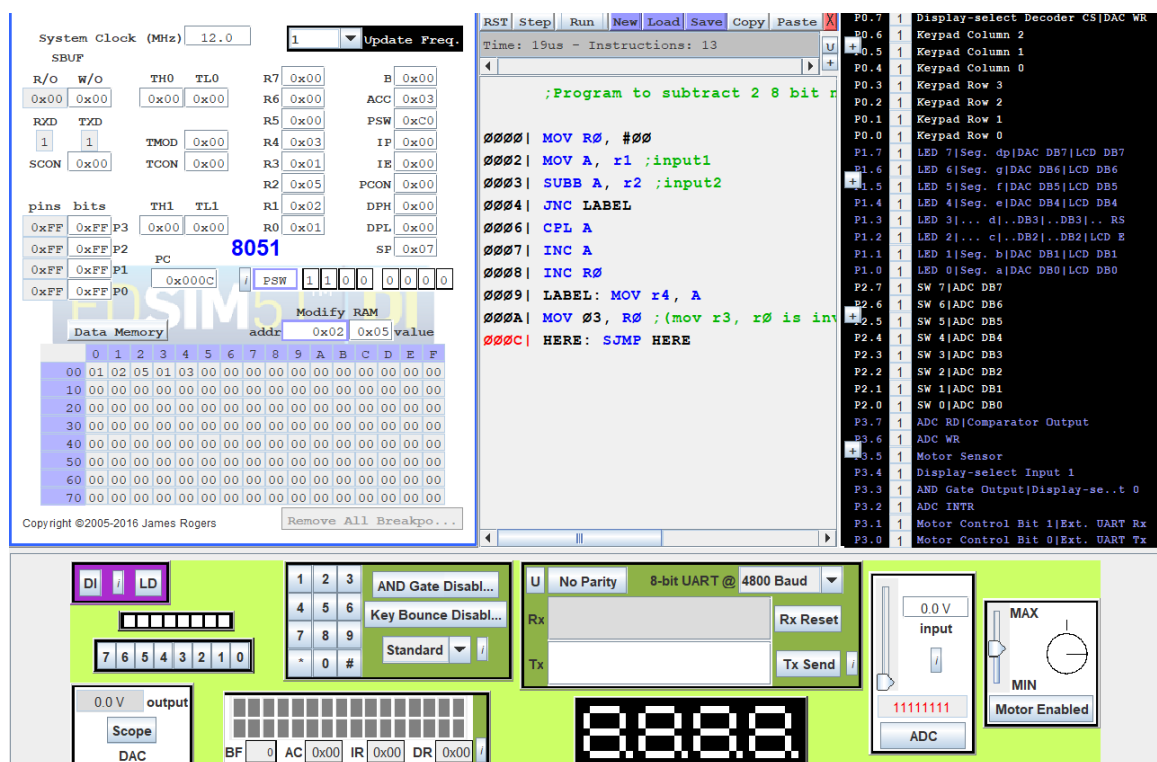 System Clock (MHz) 12.0 1 Update Freq.
SBUF
R/O W/O TH0 TL0 R7 0x00 B 0x00
0x00 0x00 0x00 0x00 R6 0x00 ACC 0x03
RXD TXD R5 0x00 PSW 0xC0
1 1 TMOD 0x00 R4 0x03 IP 0x00
SCON 0x00 TCON 0x00 R3 0x01 IE 0x00
R2 0x05 PCON 0x00
pins bits TH1 TL1 R1 0x02 DPH 0x00
0xFF 0xFF P3 0x00 0x00 R0 0x01 DPL 0x00
0xFF 0xFF P2 8051 SP 0x07
0xFF 0xFF P1 PC
0xFF 0xFF P0 0x000C i PSW 1 1 0 0 0 0 0 0
EDSIM51DI
Modify RAM
Data Memory addr 0x02 0x05 value
0 1 2 3 4 5 6 7 8 9 A B C D E F
00 01 02 05 01 03 00 00 00 00 00 00 00 00 00 00 00
10 00 00 00 00 00 00 00 00 00 00 00 00 00 00 00 00
20 00 00 00 00 00 00 00 00 00 00 00 00 00 00 00 00
30 00 00 00 00 00 00 00 00 00 00 00 00 00 00 00 00
40 00 00 00 00 00 00 00 00 00 00 00 00 00 00 00 00
50 00 00 00 00 00 00 00 00 00 00 00 00 00 00 00 00
60 00 00 00 00 00 00 00 00 00 00 00 00 00 00 00 00
70 00 00 00 00 00 00 00 00 00 00 00 00 00 00 00 00
Copyright ©2005-2016 James Rogers Remove All Breakpo...
RST Step Run New Load Save Copy Paste X
Time: 19us - Instructions: 13 U
+
;Program to subtract 2 8 bit n
0000| MOV R0, #00
0002| MOV A, r1 ;input1
0003| SUBB A, r2 ;input2
0004| JNC LABEL
0006| CPL A
0007| INC A
0008| INC R0
0009| LABEL: MOV r4, A
000A| MOV 03, R0 ;(mov r3, r0 is inv
000C| HERE: SJMP HERE
P0.7 1 Display-select Decoder CS|DAC WR
P0.6 1 Keypad Column 2
+ P0.5 1 Keypad Column 1
P0.4 1 Keypad Column 0
P0.3 1 Keypad Row 3
P0.2 1 Keypad Row 2
P0.1 1 Keypad Row 1
P0.0 1 Keypad Row 0
P1.7 1 LED 7|Seg. dp|DAC DB7|LCD DB7
P1.6 1 LED 6|Seg. g|DAC DB6|LCD DB6
+ P1.5 1 LED 5|Seg. f|DAC DB5|LCD DB5
P1.4 1 LED 4|Seg. e|DAC DB4|LCD DB4
P1.3 1 LED 3|... d|..DB3|..DB3|.. RS
P1.2 1 LED 2|... c|..DB2|..DB2|LCD E
P1.1 1 LED 1|Seg. b|DAC DB1|LCD DB1
P1.0 1 LED 0|Seg. a|DAC DB0|LCD DB0
P2.7 1 SW 7|ADC DB7
P2.6 1 SW 6|ADC DB6
+ P2.5 1 SW 5|ADC DB5
P2.4 1 SW 4|ADC DB4
P2.3 1 SW 3|ADC DB3
P2.2 1 SW 2|ADC DB2
P2.1 1 SW 1|ADC DB1
P2.0 1 SW 0|ADC DB0
P3.7 1 ADC RD|Comparator Output
P3.6 1 ADC WR
+ P3.5 1 Motor Sensor
P3.4 1 Display-select Input 1
P3.3 1 AND Gate Output|Display-se..t 0
P3.2 1 ADC INTR
P3.1 1 Motor Control Bit 1|Ext. UART Rx
P3.0 1 Motor Control Bit 0|Ext. UART Tx
DI i LD
7 6 5 4 3 2 1 0
0.0 V output
Scope
DAC
1 2 3 AND Gate Disabl...
4 5 6 Key Bounce Disabl...
7 8 9 Standard i
* 0 #
BF 0 AC 0x00 IR 0x00 DR 0x00 i
U No Parity 8-bit UART @ 4800 Baud
Rx Rx Reset
Tx Tx Send i
8.8.8.8.
0.0 V
input
i
11111111
ADC
MAX
MIN
Motor Enabled